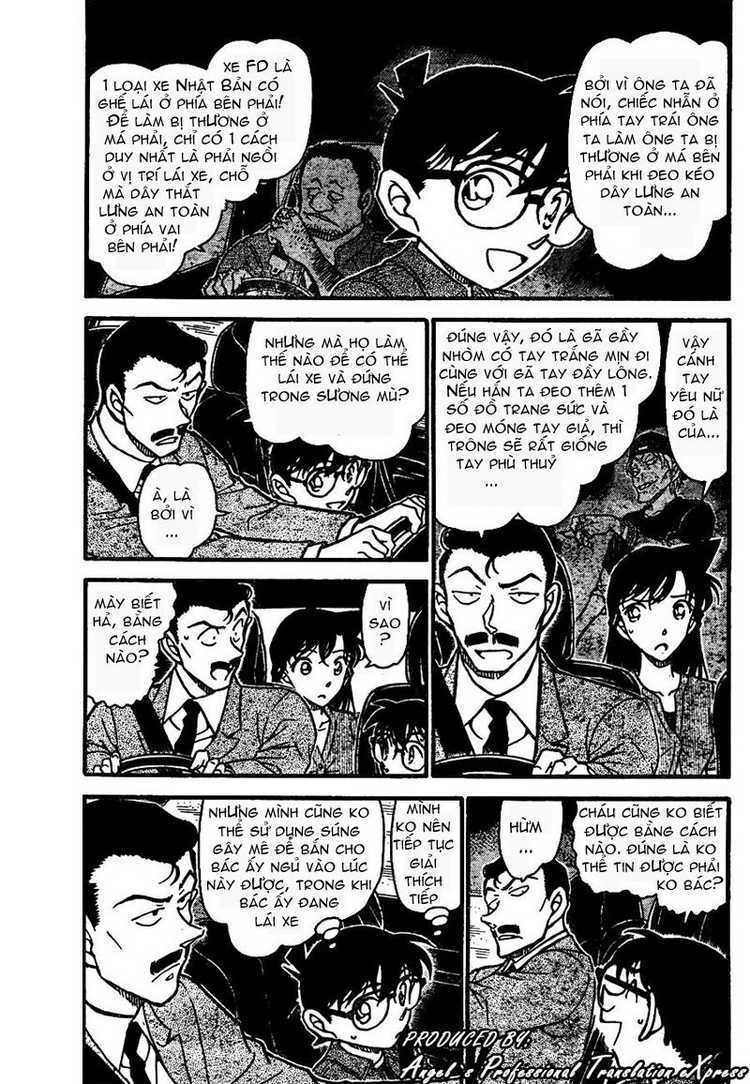 BỞI VÌ ÔNG TA ĐÃ
NÓI, CHIẾC NHẪN Ở
PHÍA TAY TRÁI ÔNG
TA LÀM ÔNG TA BỊ
THƯƠNG Ở MÁ BÊN
PHẢI KHI ĐEO KÉO
DÂY LƯNG AN
TOÀN...
XE FD LÀ
1 LOẠI XE NHẬT BẢN CÓ
GHẾ LÁI Ở PHÍA BÊN PHẢI!
ĐỂ LÀM BỊ THƯƠNG Ở
MÁ PHẢI, CHỈ CÓ 1 CÁCH
DUY NHẤT LÀ PHẢI NGỒI
Ở VỊ TRÍ LÁI XE, CHỖ
MÀ DÂY THẮT
LƯNG AN TOÀN
Ở PHÍA VAI
BÊN PHẢI!
VẬY
CÁNH
TAY
YÊU NỮ
ĐÓ LÀ
CỦA...
ĐÚNG VẬY, ĐÓ LÀ GÃ GẦY
NHÒM CÓ TAY TRẮNG MỊN ĐI
CÙNG VỚI GÃ TAY ĐẦY LÔNG.
NẾU HẮN TA ĐEO THÊM 1
SỐ ĐỒ TRANG SỨC VÀ
ĐEO MÓNG TAY GIẢ, THÌ
TRÔNG SẼ RẤT GIỐNG
TAY PHÙ THUỶ
...
NHƯNG MÀ HỌ LÀM
THẾ NÀO ĐỂ CÓ THỂ
LÁI XE VÀ ĐỨNG
TRONG SƯƠNG MÙ?
À, LÀ
BỞI VÌ
...
VÌ
SAO?
MÀY BIẾT
HẢ, BẰNG
CÁCH
NÀO?
CHÁU CŨNG KO BIẾT
ĐƯỢC BẰNG CÁCH
NÀO. ĐÚNG LÀ KO
THỂ TIN ĐƯỢC PHẢI
KO BÁC?
HỪM
...
MÌNH
KO NÊN
TIẾP TỤC
GIẢI
THÍCH
TIẾP
NHƯNG MÌNH CŨNG KO
THỂ SỬ DỤNG SÚNG
GÂY MÊ ĐỂ BẮN CHO
BÁC ẤY NGỦ VÀO LÚC
NÀY ĐƯỢC, TRONG KHI
BÁC ẤY ĐANG
LÁI XE
PRODUCED BY:
Angel_s Professional Translation eXpress